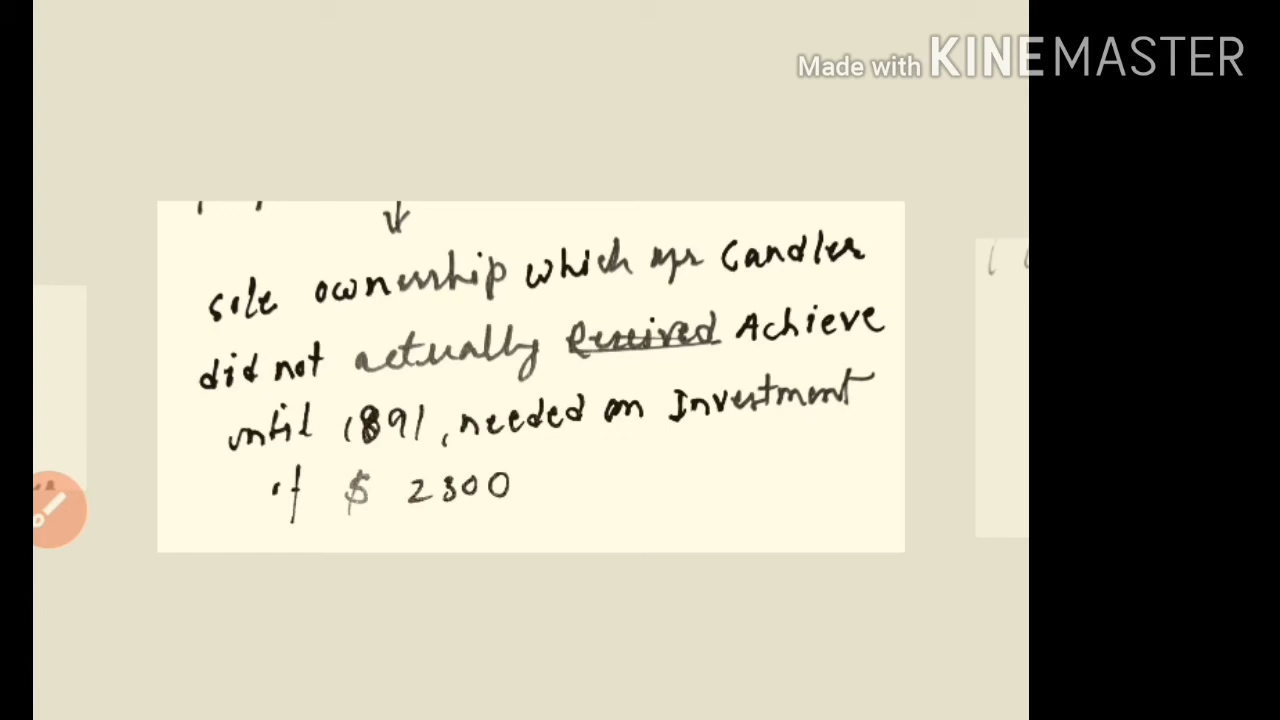 Made with KINEMASTER
sole ownership which Mr Candler
did not actually Received Achieve
until 1891, needed an Investment
of $ 2300